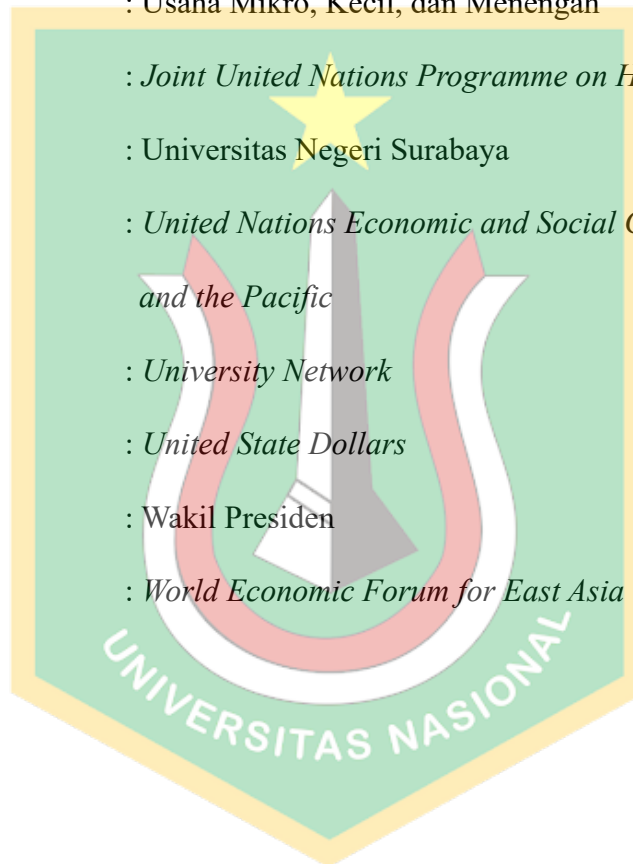 : Usaha Mikro, Kecil, dan Menengah
: Joint United Nations Programme on
: Universitas Negeri Surabaya
: United Nations Economic and Social
and the Pacific
: University Network
: United State Dollars
: Wakil Presiden
: World Economic Forum for East Asia
UNIVERSITAS NASIONAL